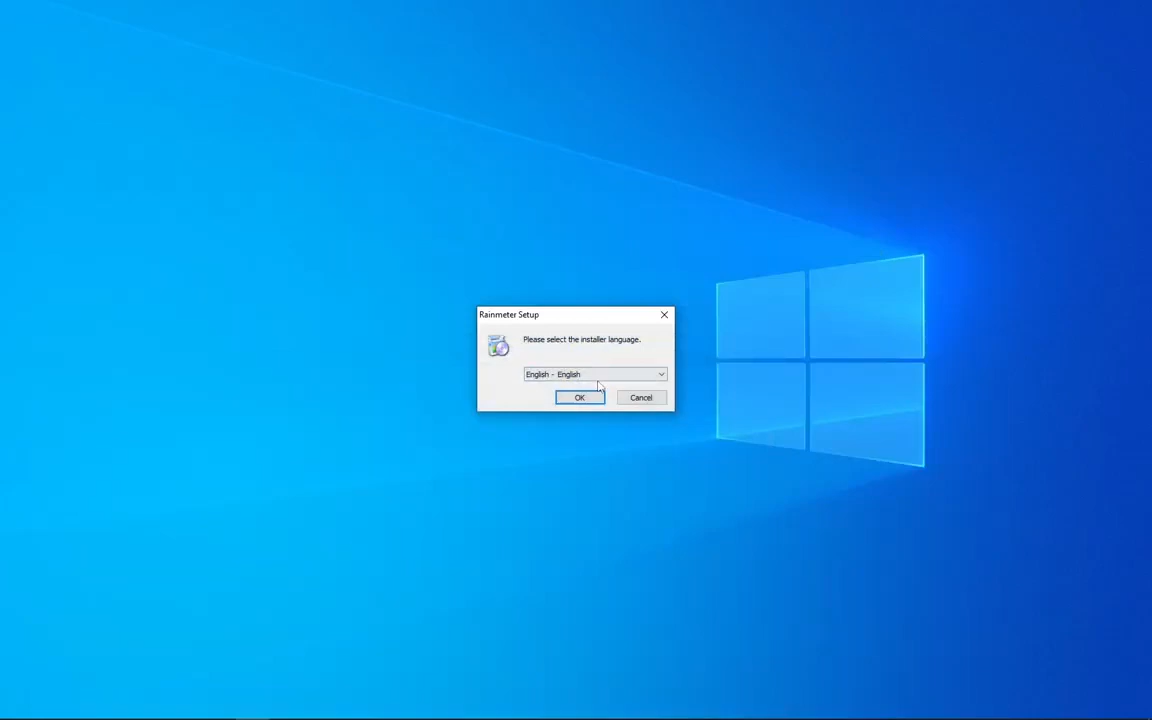 Rainmeter Setup
Please select the installer language.
English - English
OK
Cancel